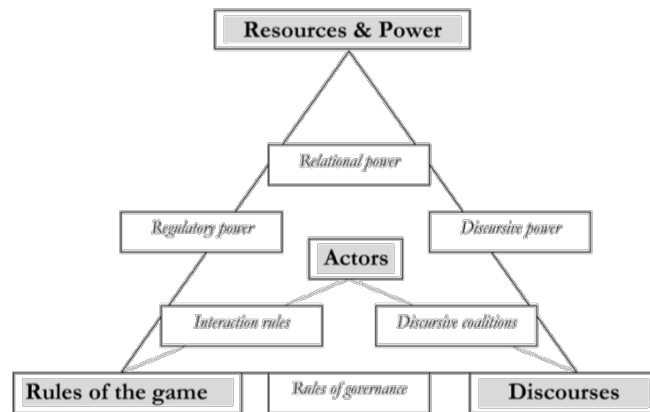 Resources & Power
Relational power
Regulatory power
Discursive power
Actors
Interaction rules
Discursive coalitions
Rules of the game
Rules of governance
Discourses